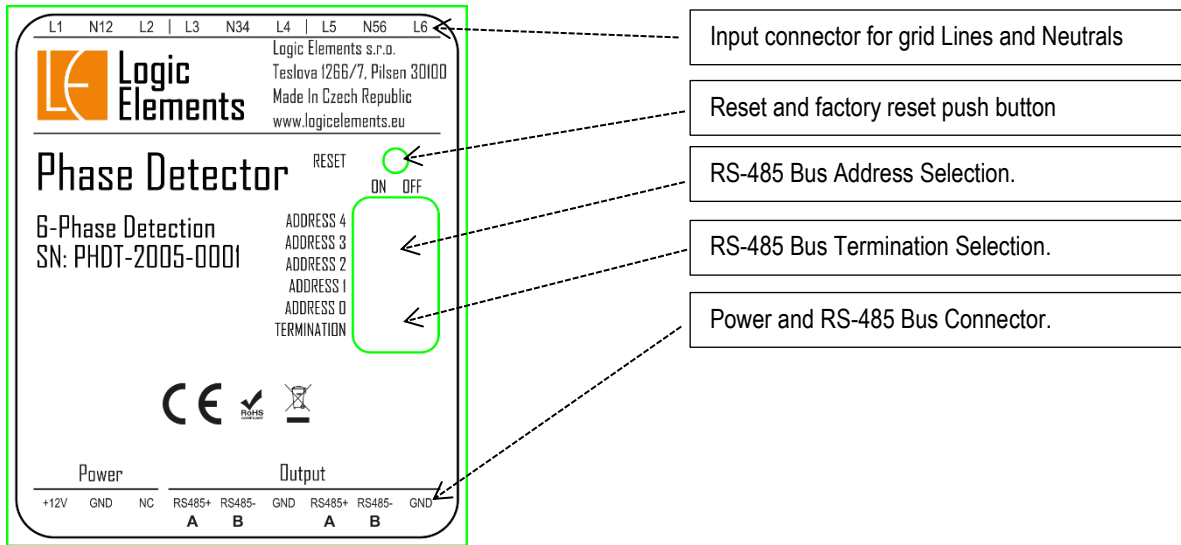 L1 N12 L2 | L3 N34 L4 | L5 N56 L6
LE Logic
Elements
Logic Elements s.r.o.
Teslova 1266/7, Pilsen 30100
Made In Czech Republic
www.logicelements.eu
Phase Detector
6-Phase Detection
SN: PHDT-2005-0001
RESET
ON OFF
ADDRESS 4
ADDRESS 3
ADDRESS 2
ADDRESS 1
ADDRESS 0
TERMINATION
CE RoHS
Power Output
+12V GND NC RS485+ RS485- GND RS485+ RS485- GND
A B A B
Input connector for grid Lines and Neutrals
Reset and factory reset push button
RS-485 Bus Address Selection.
RS-485 Bus Termination Selection.
Power and RS-485 Bus Connector.